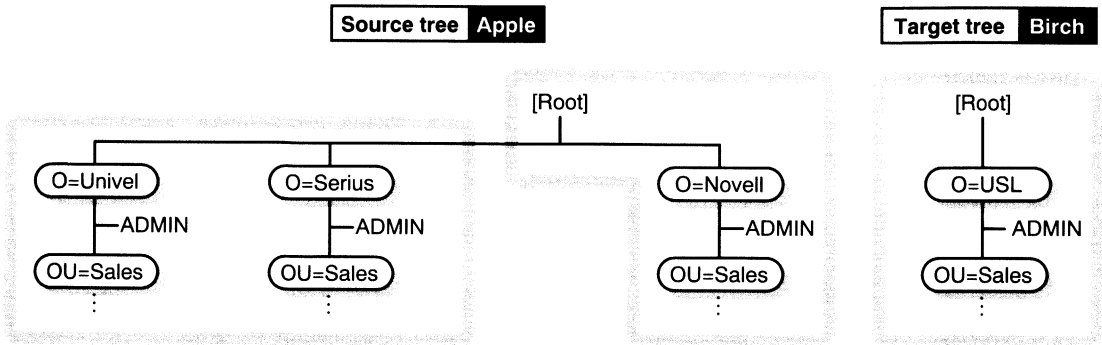 Source tree Apple
Target tree Birch
[Root]
[Root]
O=Univel
O=Serius
O=Novell
O=USL
ADMIN
ADMIN
ADMIN
ADMIN
OU=Sales
OU=Sales
OU=Sales
OU=Sales